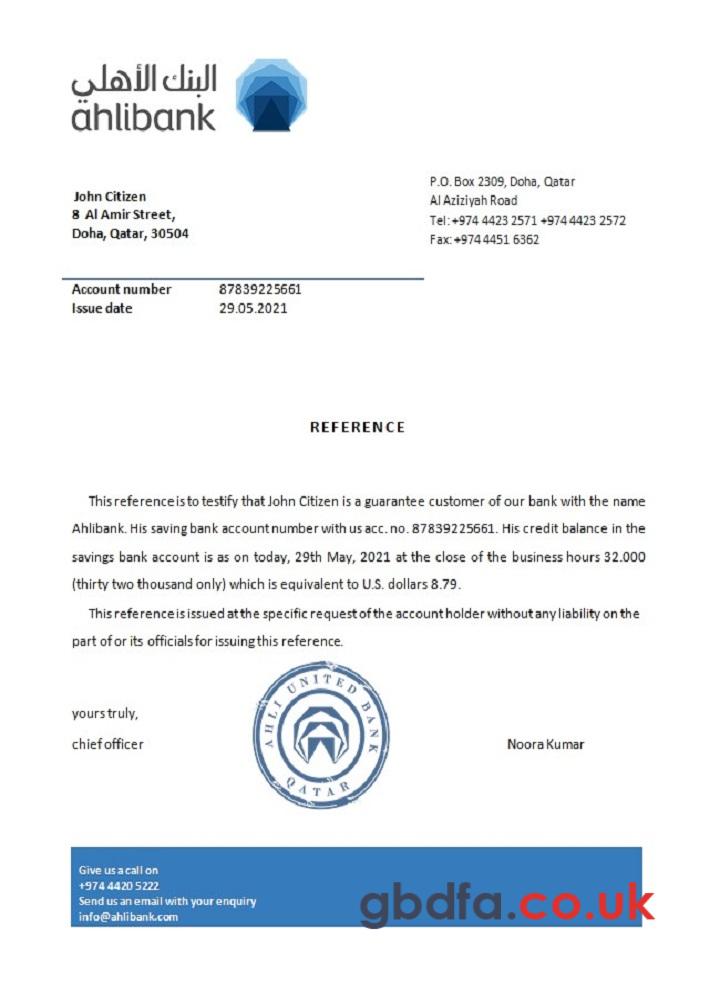 البنك الأهلي
ahlibank
P.O. Box 2309, Doha, Qatar
Al Aziziyah Road
Tel: +974 4423 2571 +974 4423 2572
Fax: +974 4451 6362
John Citizen
8 Al Amir Street,
Doha, Qatar, 30504
Account number 87839225661
Issue date 29.05.2021
REFERENCE
This reference is to testify that John Citizen is a guarantee customer of our bank with the name
Ahlibank. His saving bank account number with us acc. no. 87839225661. His credit balance in the
savings bank account is as on today, 29th May, 2021 at the close of the business hours 32.000
(thirty two thousand only) which is equivalent to U.S. dollars 8.79.
This reference is issued at the specific request of the account holder without any liability on the
part of or its officials for issuing this reference.
AHLI UNITED BANK
QATAR
yours truly,
chief officer
Noora Kumar
Give us a call on
+974 4420 5222
Send us an email with your enquiry
info@ahlibank.com
gbdfa.co.uk